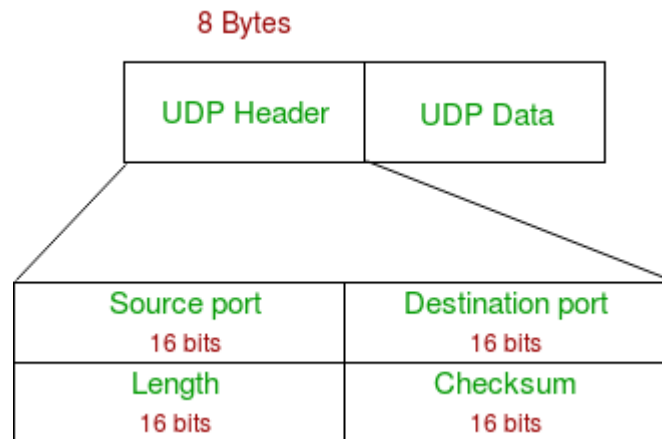 8 Bytes
UDP Header
UDP Data
Source port
16 bits
Destination port
16 bits
Length
16 bits
Checksum
16 bits